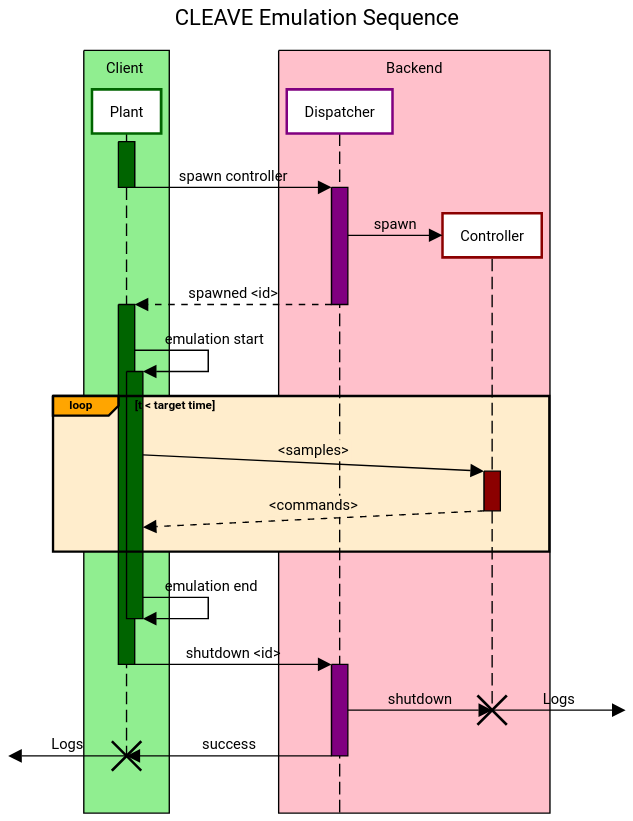 CLEAVE Emulation Sequence
Client
Backend
Plant
Dispatcher
spawn controller
spawn
Controller
spawned <id>
emulation start
loop
[t < target time]
<samples>
<commands>
emulation end
shutdown <id>
shutdown
Logs
Logs
success